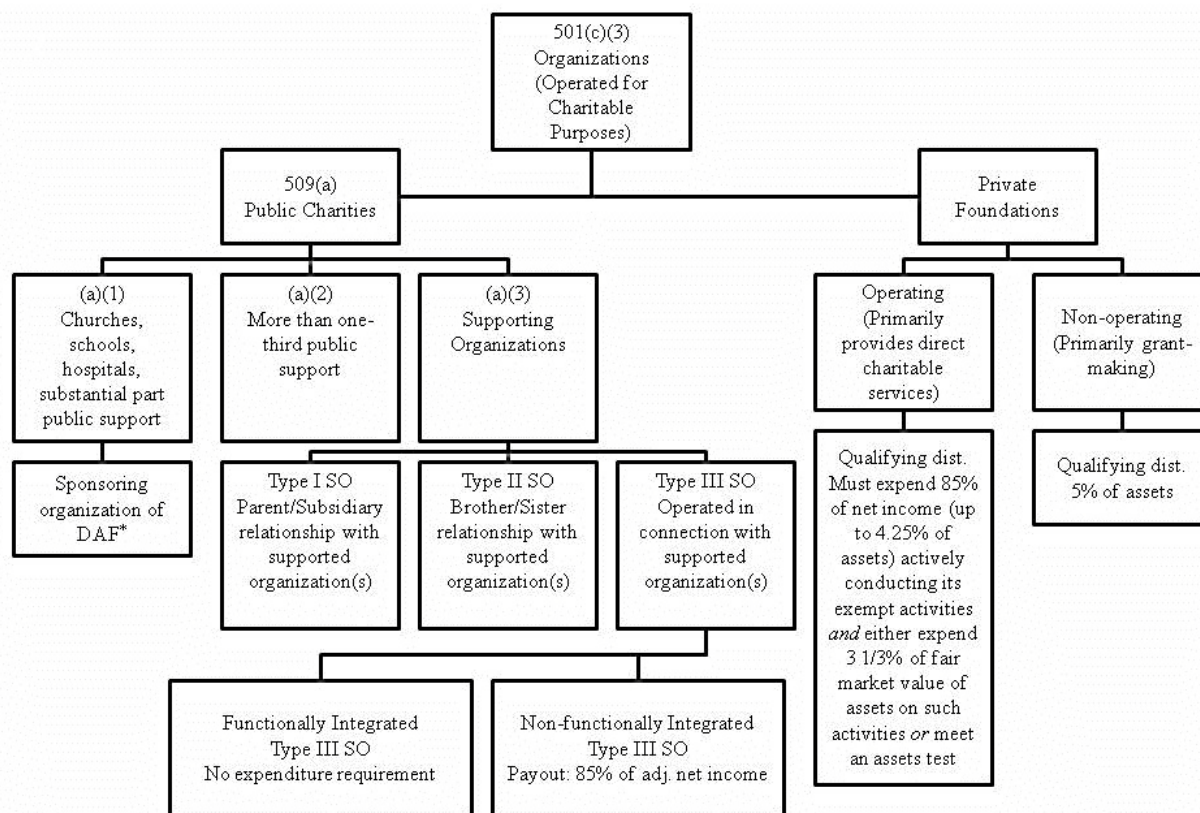 501(c)(3)
Organizations
(Operated for
Charitable
Purposes)
509(a)
Public Charities
Private
Foundations
(a)(1)
Churches,
schools,
hospitals,
substantial part
public support
(a)(2)
More than one-
third public
support
(a)(3)
Supporting
Organizations
Operating
(Primarily
provides direct
charitable
services)
Non-operating
(Primarily grant-
making)
Sponsoring
organization of
DAF*
Type I SO
Parent/Subsidiary
relationship with
supported
organization(s)
Type II SO
Brother/Sister
relationship with
supported
organization(s)
Type III SO
Operated in
connection with
supported
organization(s)
Qualifying dist.
Must expend 85%
of net income (up
to 4.25% of
assets) actively
conducting its
exempt activities
and either expend
3 1/3% of fair
market value of
assets on such
activities or meet
an assets test
Qualifying dist.
5% of assets
Functionally Integrated
Type III SO
No expenditure requirement
Non-functionally Integrated
Type III SO
Payout: 85% of adj. net income